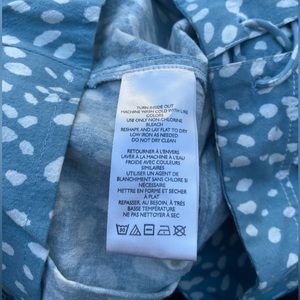 TURN INSIDE OUT
MACHINE WASH COLD WITH LIKE
COLORS
USE ONLY NON-CHLORINE
BLEACH
RESHAPE AND LAY FLAT TO DRY
LOW IRON AS NEEDED
DO NOT DRY CLEAN
RETOURNER À L'ENVERS
LAVER À LA MACHINE À L'EAU
FROIDE AVEC COULEURS
SIMILAIRES
UTILISER UN AGENT DE
BLANCHIMENT SANS CHLORE SI
NÉCESSAIRE
METTRE EN FORME ET SÉCHER
À PLAT
REPASSER, AU BESOIN, À TRÈS
BASSE TEMPÉRATURE
NE PAS NETTOYER À SEC
30